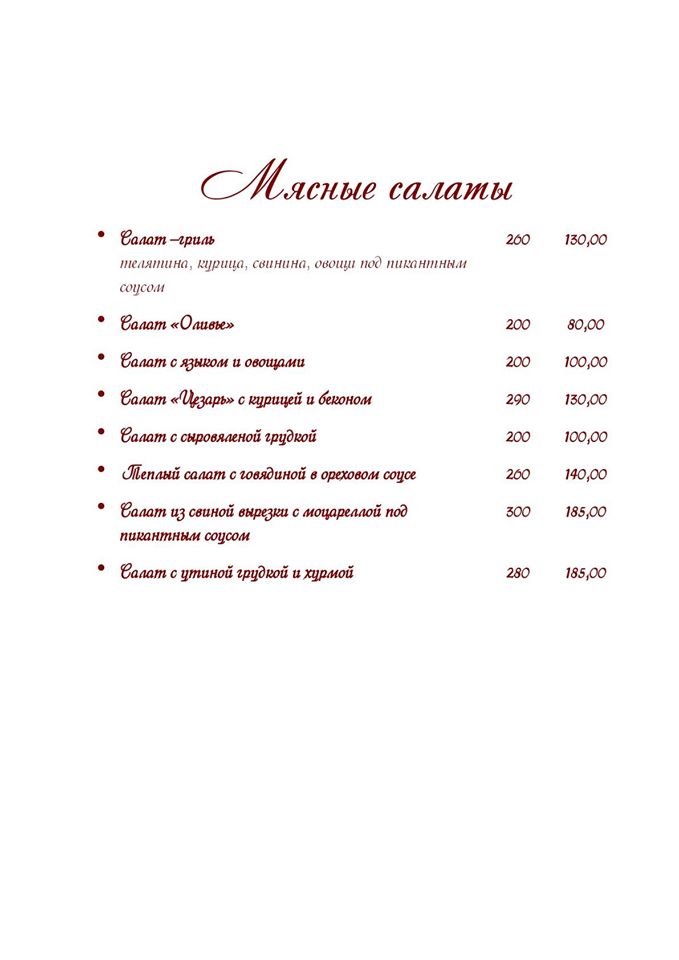 Мясные салаты
• Салат –гриль 260 130,00
телятина, курица, свинина, овощи под пикантным
соусом
• Салат «Оливье» 200 80,00
• Салат с языком и овощами 200 100,00
• Салат «Цезарь» с курицей и беконом 290 130,00
• Салат с сыровяленой грудкой 200 100,00
• Теплый салат с говядиной в ореховом соусе 260 140,00
• Салат из свиной вырезки с моцареллой под 300 185,00
пикантным соусом
• Салат с утиной грудкой и хурмой 280 185,00